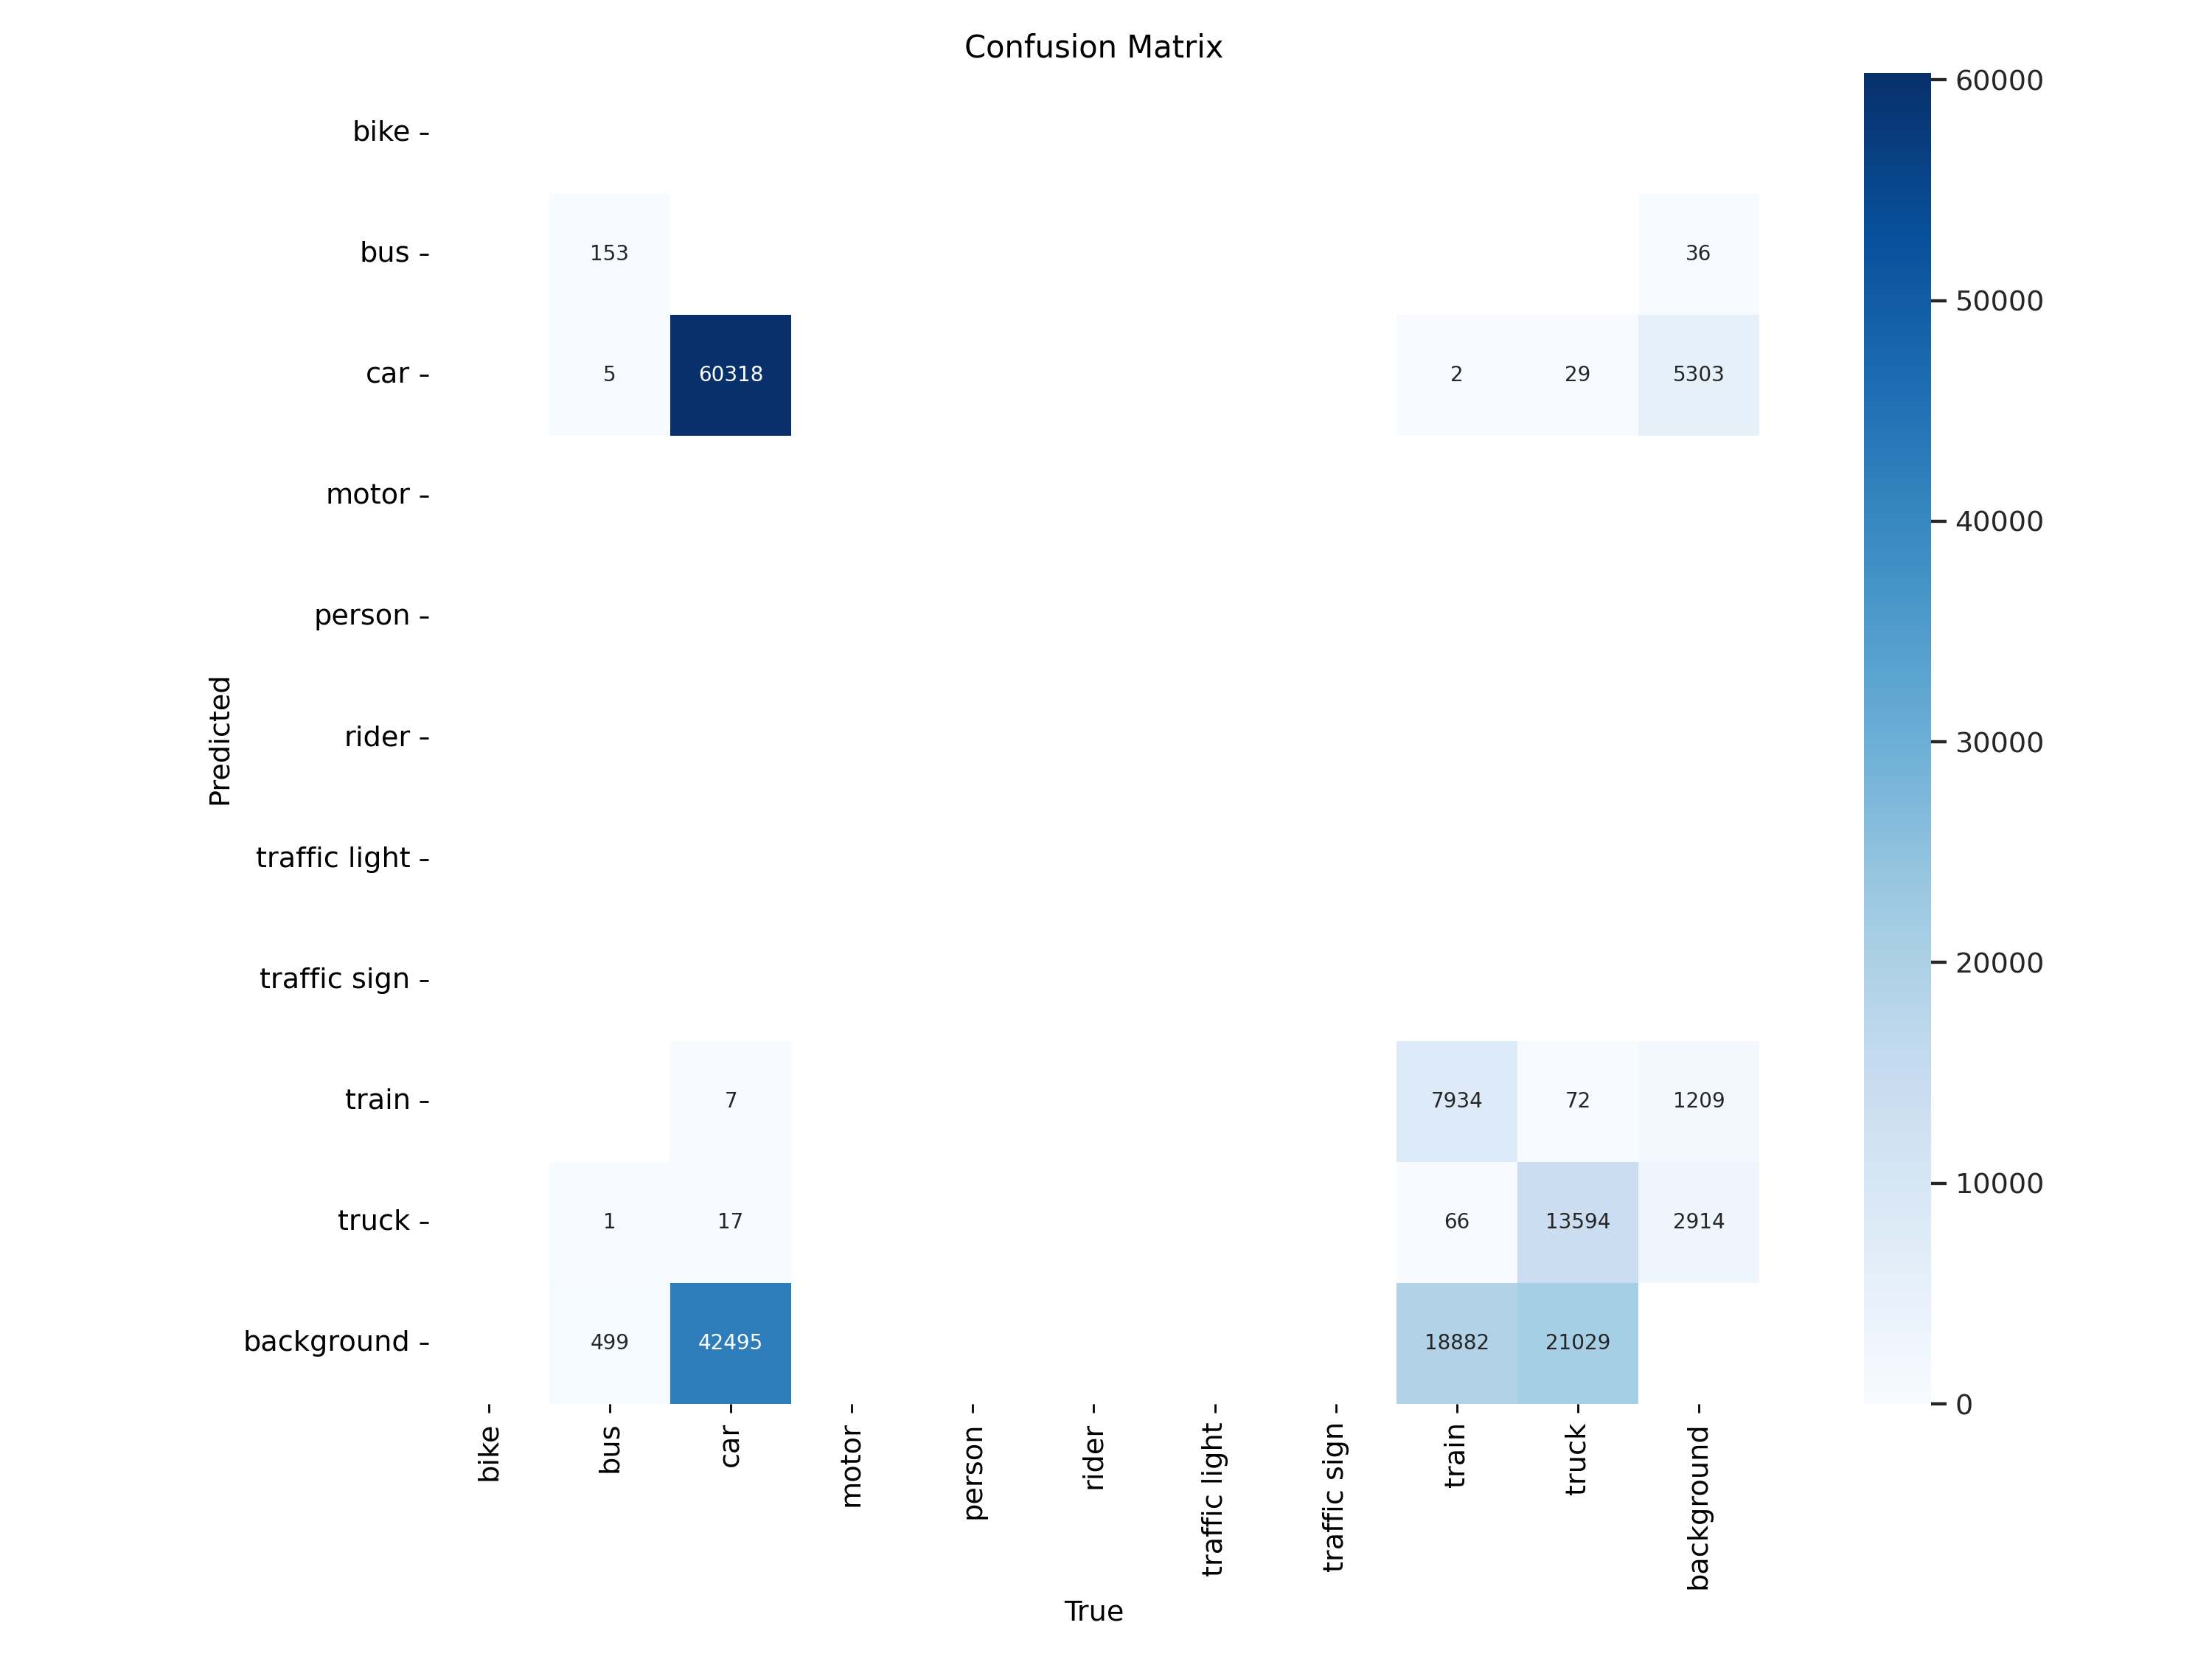 Confusion Matrix
bike
bus 153 36
car 5 60318 2 29 5303
motor
person
rider
traffic light
traffic sign
train 7 7934 72 1209
truck 1 17 66 13594 2914
background 499 42495 18882 21029
bike bus car motor person rider traffic light traffic sign train truck background
True
Predicted
60000
50000
40000
30000
20000
10000
0